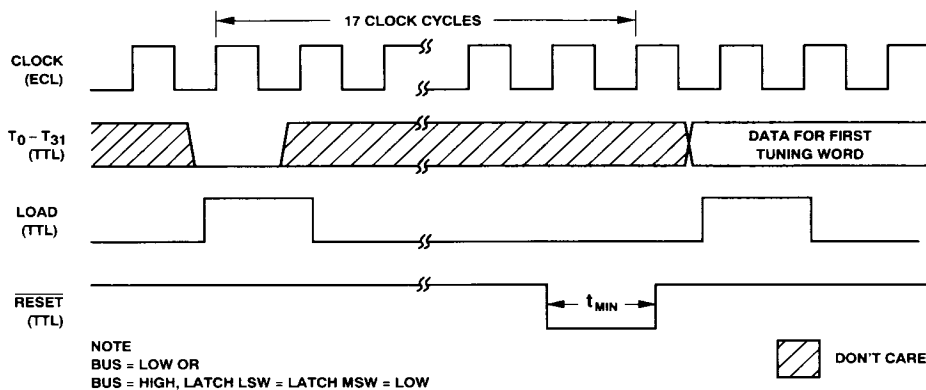 17 CLOCK CYCLES
CLOCK
(ECL)
T0 – T31
(TTL)
DATA FOR FIRST
TUNING WORD
LOAD
(TTL)
RESET
(TTL)
tMIN
NOTE
BUS = LOW OR
BUS = HIGH, LATCH LSW = LATCH MSW = LOW
DON'T CARE